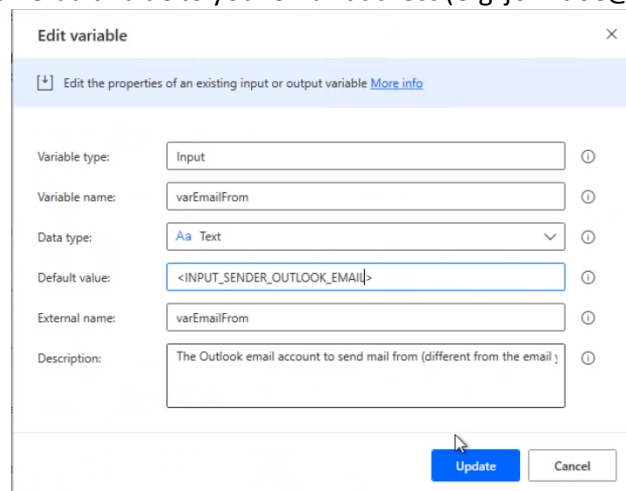 Edit variable
Edit the properties of an existing input or output variable More info
Variable type: Input
Variable name: varEmailFrom
Data type: Aa Text
Default value: <INPUT_SENDER_OUTLOOK_EMAIL>
External name: varEmailFrom
Description: The Outlook email account to send mail from (different from the email
Update Cancel